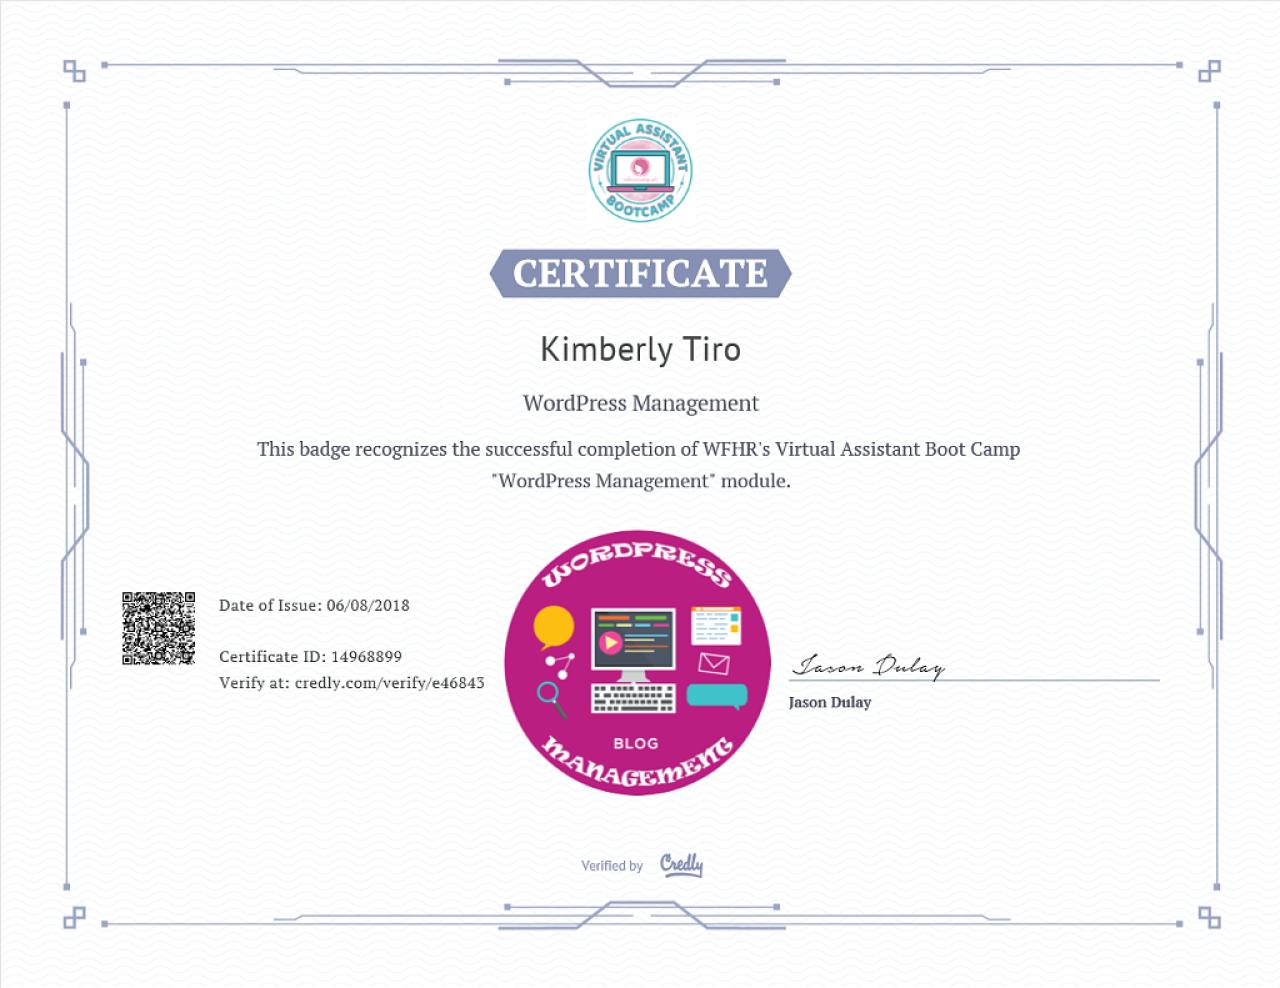 VIRTUAL ASSISTANT
BOOTCAMP
CERTIFICATE
Kimberly Tiro
WordPress Management
This badge recognizes the successful completion of WFHR's Virtual Assistant Boot Camp
"WordPress Management" module.
WORDPRESS
BLOG
MANAGEMENT
Date of Issue: 06/08/2018
Certificate ID: 14968899
Verify at: credly.com/verify/e46843
Jason Dulay
Jason Dulay
Verified by Credly